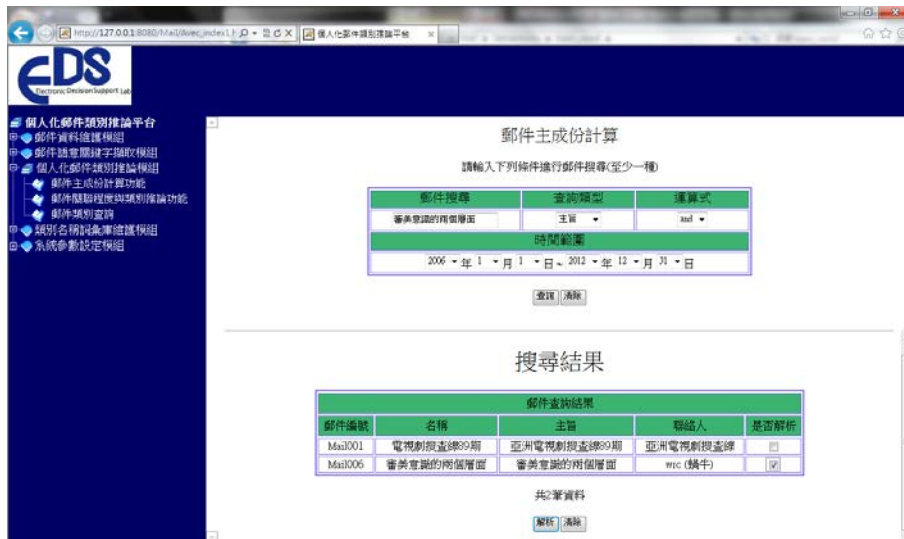 http://127.0.0.1:8080/Mail/Avec_index1.h
個人化郵件類別推論平台
EDS
Electronic Decision Support Lab
個人化郵件類別推論平台
郵件資料維護模組
郵件語意關鍵字擷取模組
個人化郵件類別推論模組
郵件主成份計算功能
郵件關聯程度與類別推論功能
郵件類別查詢
類別名稱詞彙庫維護模組
系統參數設定模組
郵件主成份計算
請輸入下列條件進行郵件搜尋(至少一種)
郵件搜尋 查詢類型 運算式
審美意識的兩個層面 主旨 and
時間範圍
2006 年 1 月 1 日 ~ 2012 年 12 月 31 日
查詢 清除
搜尋結果
郵件查詢結果
郵件編號 名稱 主旨 聯絡人 是否解析
Mail001 電視劇搜查線89期 亞洲電視劇搜查線89期 亞洲電視劇搜查線
Mail006 審美意識的兩個層面 審美意識的兩個層面 wrc (蝸牛)
共2筆資料
解析 清除